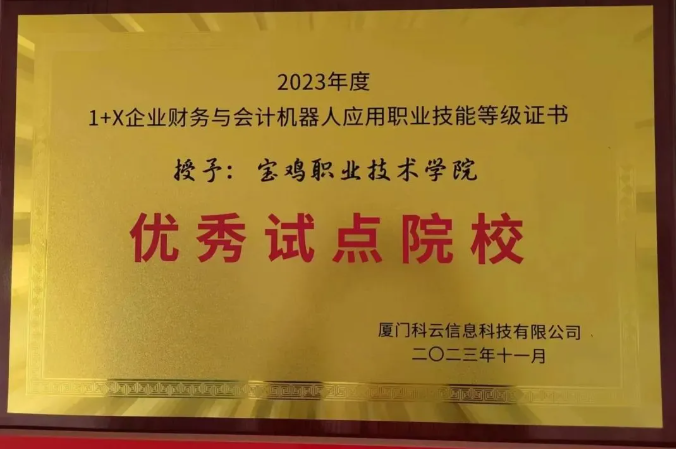 2023年度
1+X企业财务与会计机器人应用职业技能等级证书
授予：宝鸡职业技术学院
优秀试点院校
厦门科云信息科技有限公司
二〇二三年十一月